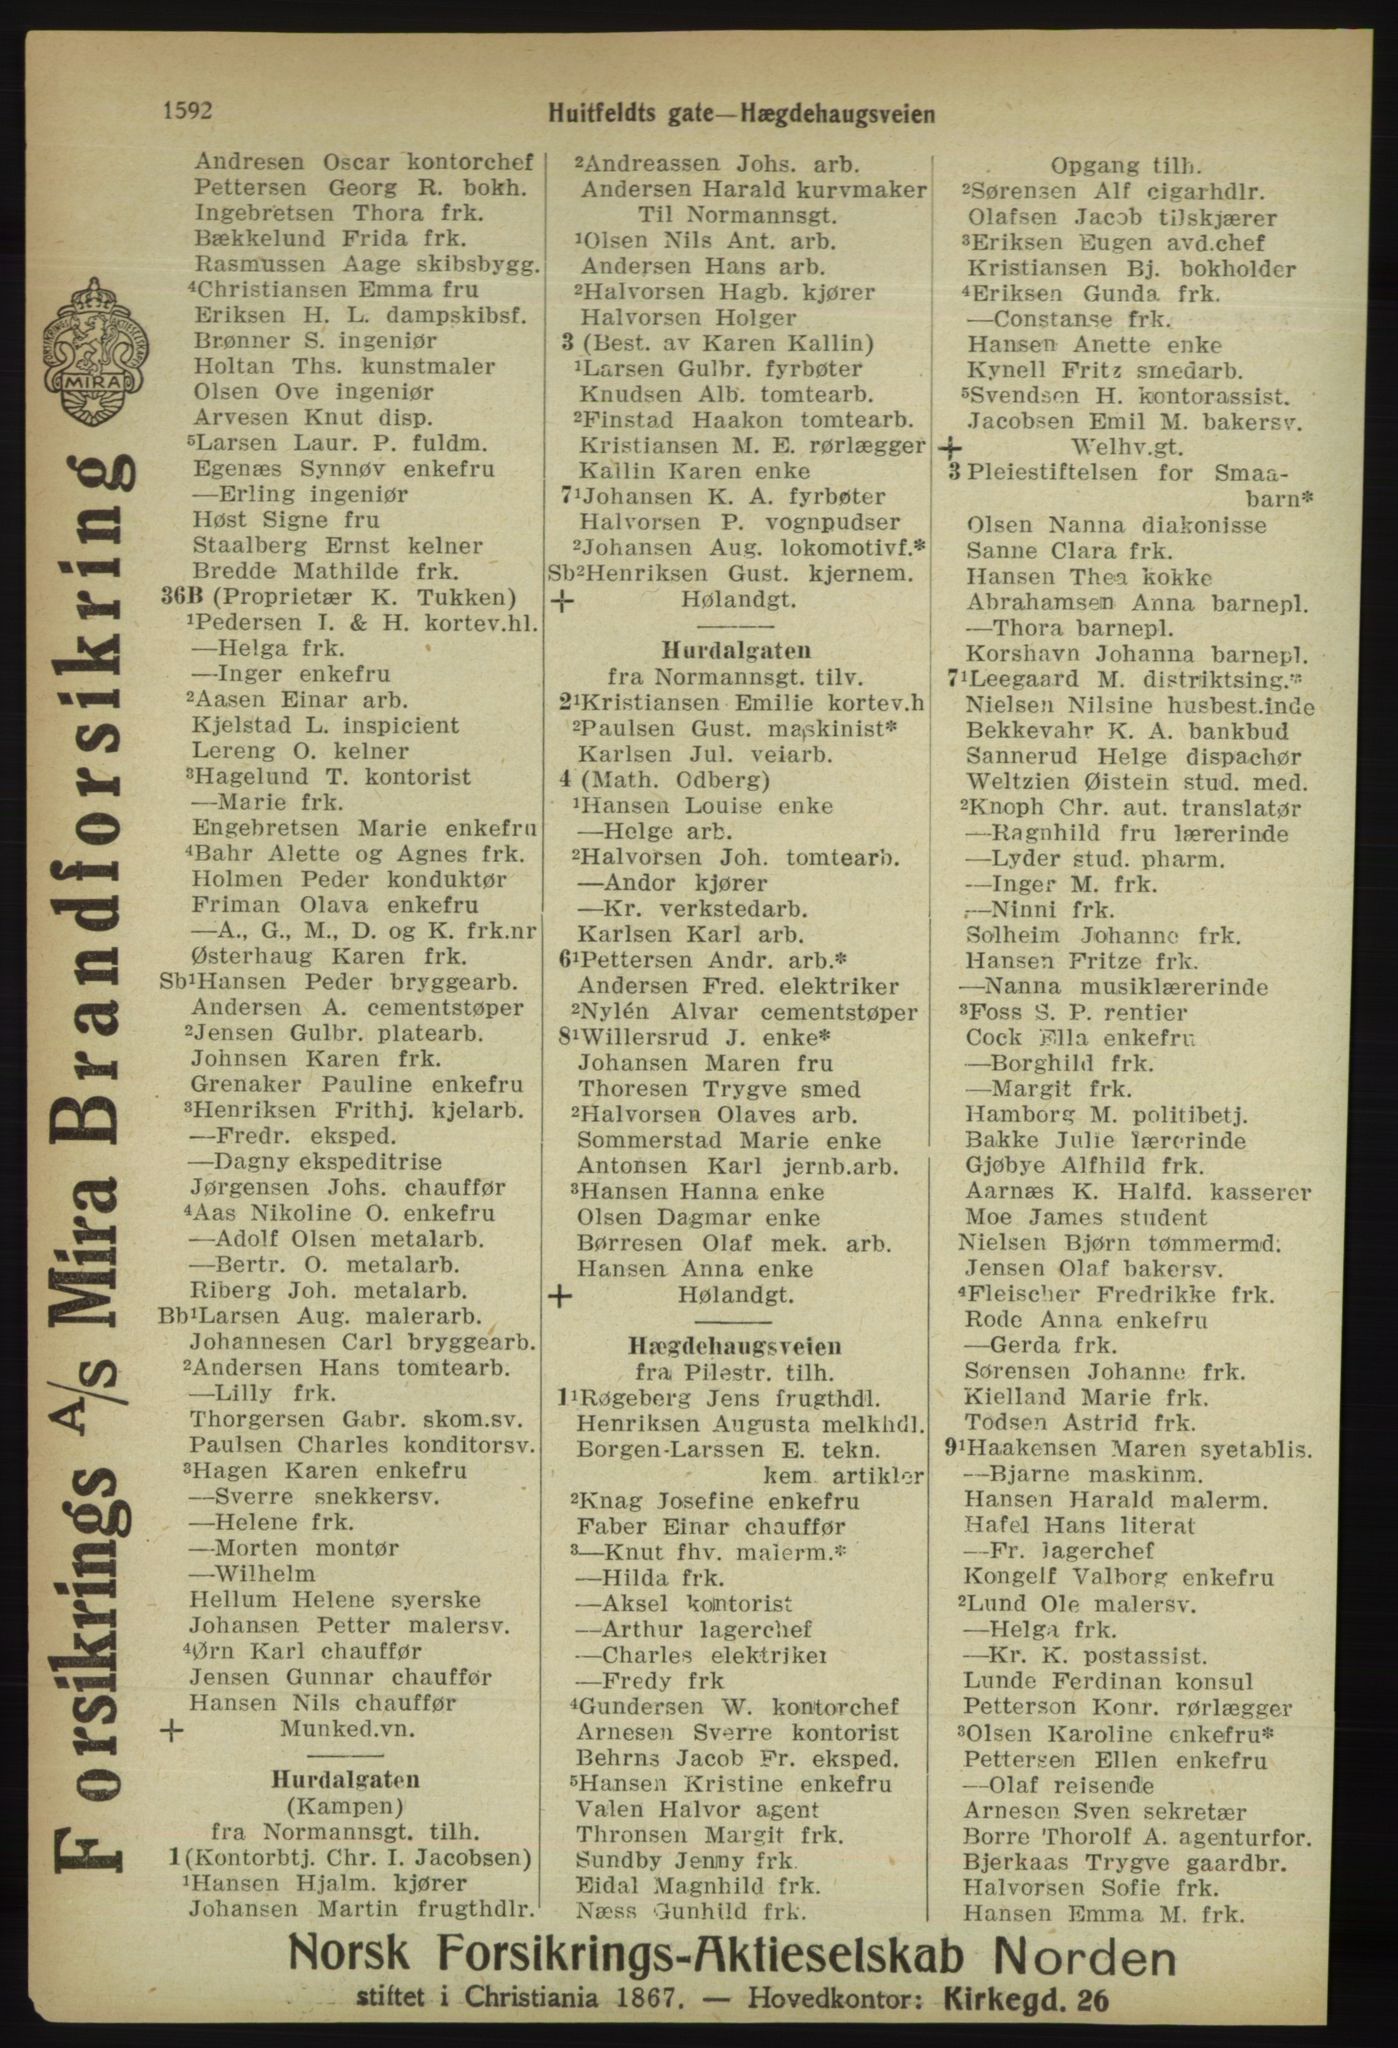 1592
Huitfeldts gate—Hægdehaugsveien
Andresen Oscar kontorchef
Pettersen Georg R. bokh.
Ingebretsen Thora frk.
Bækkelund Frida frk.
Rasmussen Aage skibsbygg.
⁴Christiansen Emma fru
Eriksen H. L. dampskibsf.
Brønner S. ingeniør
Holtan Ths. kunstmaler
Olsen Ove ingeniør
Arvesen Knut disp.
⁵Larsen Laur. P. fuldm.
Egenæs Synnøv enkefru
—Erling ingeniør
Høst Signe fru
Staalberg Ernst kelner
Bredde Mathilde frk.
36B (Proprietær K. Tukken)
¹Pedersen I. & H. kortev.hl.
—Helga frk.
—Inger enkefru
²Aasen Einar arb.
Kjelstad L. inspicient
Lereng O. kelner
³Hagelund T. kontorist
—Marie frk.
Engebretsen Marie enkefru
⁴Bahr Alette og Agnes frk.
Holmen Peder konduktør
Friman Olava enkefru
—A., G., M., D. og K. frk.nr
Østerhaug Karen frk.
Sb¹Hansen Peder bryggearb.
Andersen A. cementstøper
²Jensen Gulbr. platearb.
Johnsen Karen frk.
Grenaker Pauline enkefru
³Henriksen Frithj. kjelarb.
—Fredr. eksped.
—Dagny ekspeditrise
Jørgensen Johs. chauffør
⁴Aas Nikoline O. enkefru
—Adolf Olsen metalarb.
—Bertr. O. metalarb.
Riberg Joh. metalarb.
Bb¹Larsen Aug. malerarb.
Johannesen Carl bryggearb.
²Andersen Hans tomtearb.
—Lilly frk.
Thorgersen Gabr. skom.sv.
Paulsen Charles konditorsv.
³Hagen Karen enkefru
—Sverre snekkersv.
—Helene frk.
—Morten montør
—Wilhelm
Hellum Helene syerske
Johansen Petter malersv.
⁴Ørn Karl chauffør
Jensen Gunnar chauffør
Hansen Nils chauffør
+ Munked.vn.
Hurdalgaten
(Kampen)
fra Normannsgt. tilh.
1 (Kontorbtj. Chr. I. Jacobsen)
¹Hansen Hjalm. kjører
Johansen Martin frugthdlr.
²Andreassen Johs. arb.
Andersen Harald kurvmaker
Til Normannsgt.
¹Olsen Nils Ant. arb.
Andersen Hans arb.
²Halvorsen Hagb. kjører
Halvorsen Holger
3 (Best. av Karen Kallin)
¹Larsen Gulbr. fyrbøter
Knudsen Alb. tomtearb.
²Finstad Haakon tomtearb.
Kristiansen M. E. rørlægger
Kallin Karen enke
7¹Johansen K. A. fyrbøter
Halvorsen P. vognpudser
²Johansen Aug. lokomotivf.*
Sb²Henriksen Gust. kjernem.
+ Hølandgt.
Hurdalgaten
fra Normannsgt. tilv.
2¹Kristiansen Emilie kortev.h
²Paulsen Gust. maskinist*
Karlsen Jul. veiarb.
4 (Math. Odberg)
¹Hansen Louise enke
—Helge arb.
²Halvorsen Joh. tomtearb.
—Andor kjører
—Kr. verkstedarb.
Karlsen Karl arb.
6¹Pettersen Andr. arb.*
Andersen Fred. elektriker
²Nylén Alvar cementstøper
8¹Willersrud J. enke*
Johansen Maren fru
Thoresen Trygve smed
²Halvorsen Olaves arb.
Sommerstad Marie enke
Antonsen Karl jernb.arb.
³Hansen Hanna enke
Olsen Dagmar enke
Børresen Olaf mek. arb.
Hansen Anna enke
+ Hølandgt.
Hægdehaugsveien
fra Pilestr. tilh.
1¹Røgeberg Jens frugthdl.
Henriksen Augusta melkhdl.
Borgen-Larssen E. tekn.
kem. artikler
²Knag Josefine enkefru
Faber Einar chauffør
³—Knut fhv. malerm.*
—Hilda frk.
—Aksel kontorist
—Arthur lagerchef
—Charles elektriker
—Fredy frk
⁴Gundersen W. kontorchef
Arnesen Sverre kontorist
Behrns Jacob Fr. eksped.
⁵Hansen Kristine enkefru
Valen Halvor agent
Thronsen Margit frk.
Sundby Jenny frk.
Eidal Magnhild frk.
Næss Gunhild frk.
Opgang tilh.
²Sørensen Alf cigarhdlr.
Olafsen Jacob tilskjærer
³Eriksen Eugen avd.chef
Kristiansen Bj. bokholder
⁴Eriksen Gunda frk.
—Constanse frk.
Hansen Anette enke
Kynell Fritz smedarb.
⁵Svendsen H. kontorassist.
Jacobsen Emil M. bakersv.
+ Welhv.gt.
3 Pleiestiftelsen for Smaa-
barn*
Olsen Nanna diakonisse
Sanne Clara frk.
Hansen Thea kokke
Abrahamsen Anna barnepl.
—Thora barnepl.
Korshavn Johanna barnepl.
7¹Leegaard M. distriktsing.*
Nielsen Nilsine husbest.inde
Bekkevahr K. A. bankbud
Sannerud Helge dispachør
Weltzien Øistein stud. med.
²Knoph Chr. aut. translatør
—Ragnhild fru lærerinde
—Lyder stud. pharm.
—Inger M. frk.
—Ninni frk.
Solheim Johanne frk.
Hansen Fritze frk.
—Nanna musiklærerinde
³Foss S. P. rentier
Cock Ella enkefru
—Borghild frk.
—Margit frk.
Hamborg M. politibetj.
Bakke Julie lærerinde
Gjøbye Alfhild frk.
Aarnæs K. Halfd. kasserer
Moe James student
Nielsen Bjørn tømmermd.
Jensen Olaf bakersv.
⁴Fleischer Fredrikke frk.
Rode Anna enkefru
—Gerda frk.
Sørensen Johanne frk.
Kielland Marie frk.
Todsen Astrid frk.
9¹Haakensen Maren syetablis.
—Bjarne maskinm.
Hansen Harald malerm.
Hafel Hans literat
—Fr. lagerchef
Kongelf Valborg enkefru
²Lund Ole malersv.
—Helga frk.
—Kr. K. postassist.
Lunde Ferdinan konsul
Petterson Konr. rørlægger
³Olsen Karoline enkefru*
Pettersen Ellen enkefru
—Olaf reisende
Arnesen Sven sekretær
Borre Thorolf A. agenturfor.
Bjerkaas Trygve gaardbr.
Halvorsen Sofie frk.
Hansen Emma M. frk.
Forsikrings A/s Mira Brandforsikring
MIRA
Norsk Forsikrings-Aktieselskab Norden
stiftet i Christiania 1867. — Hovedkontor: Kirkegd. 26